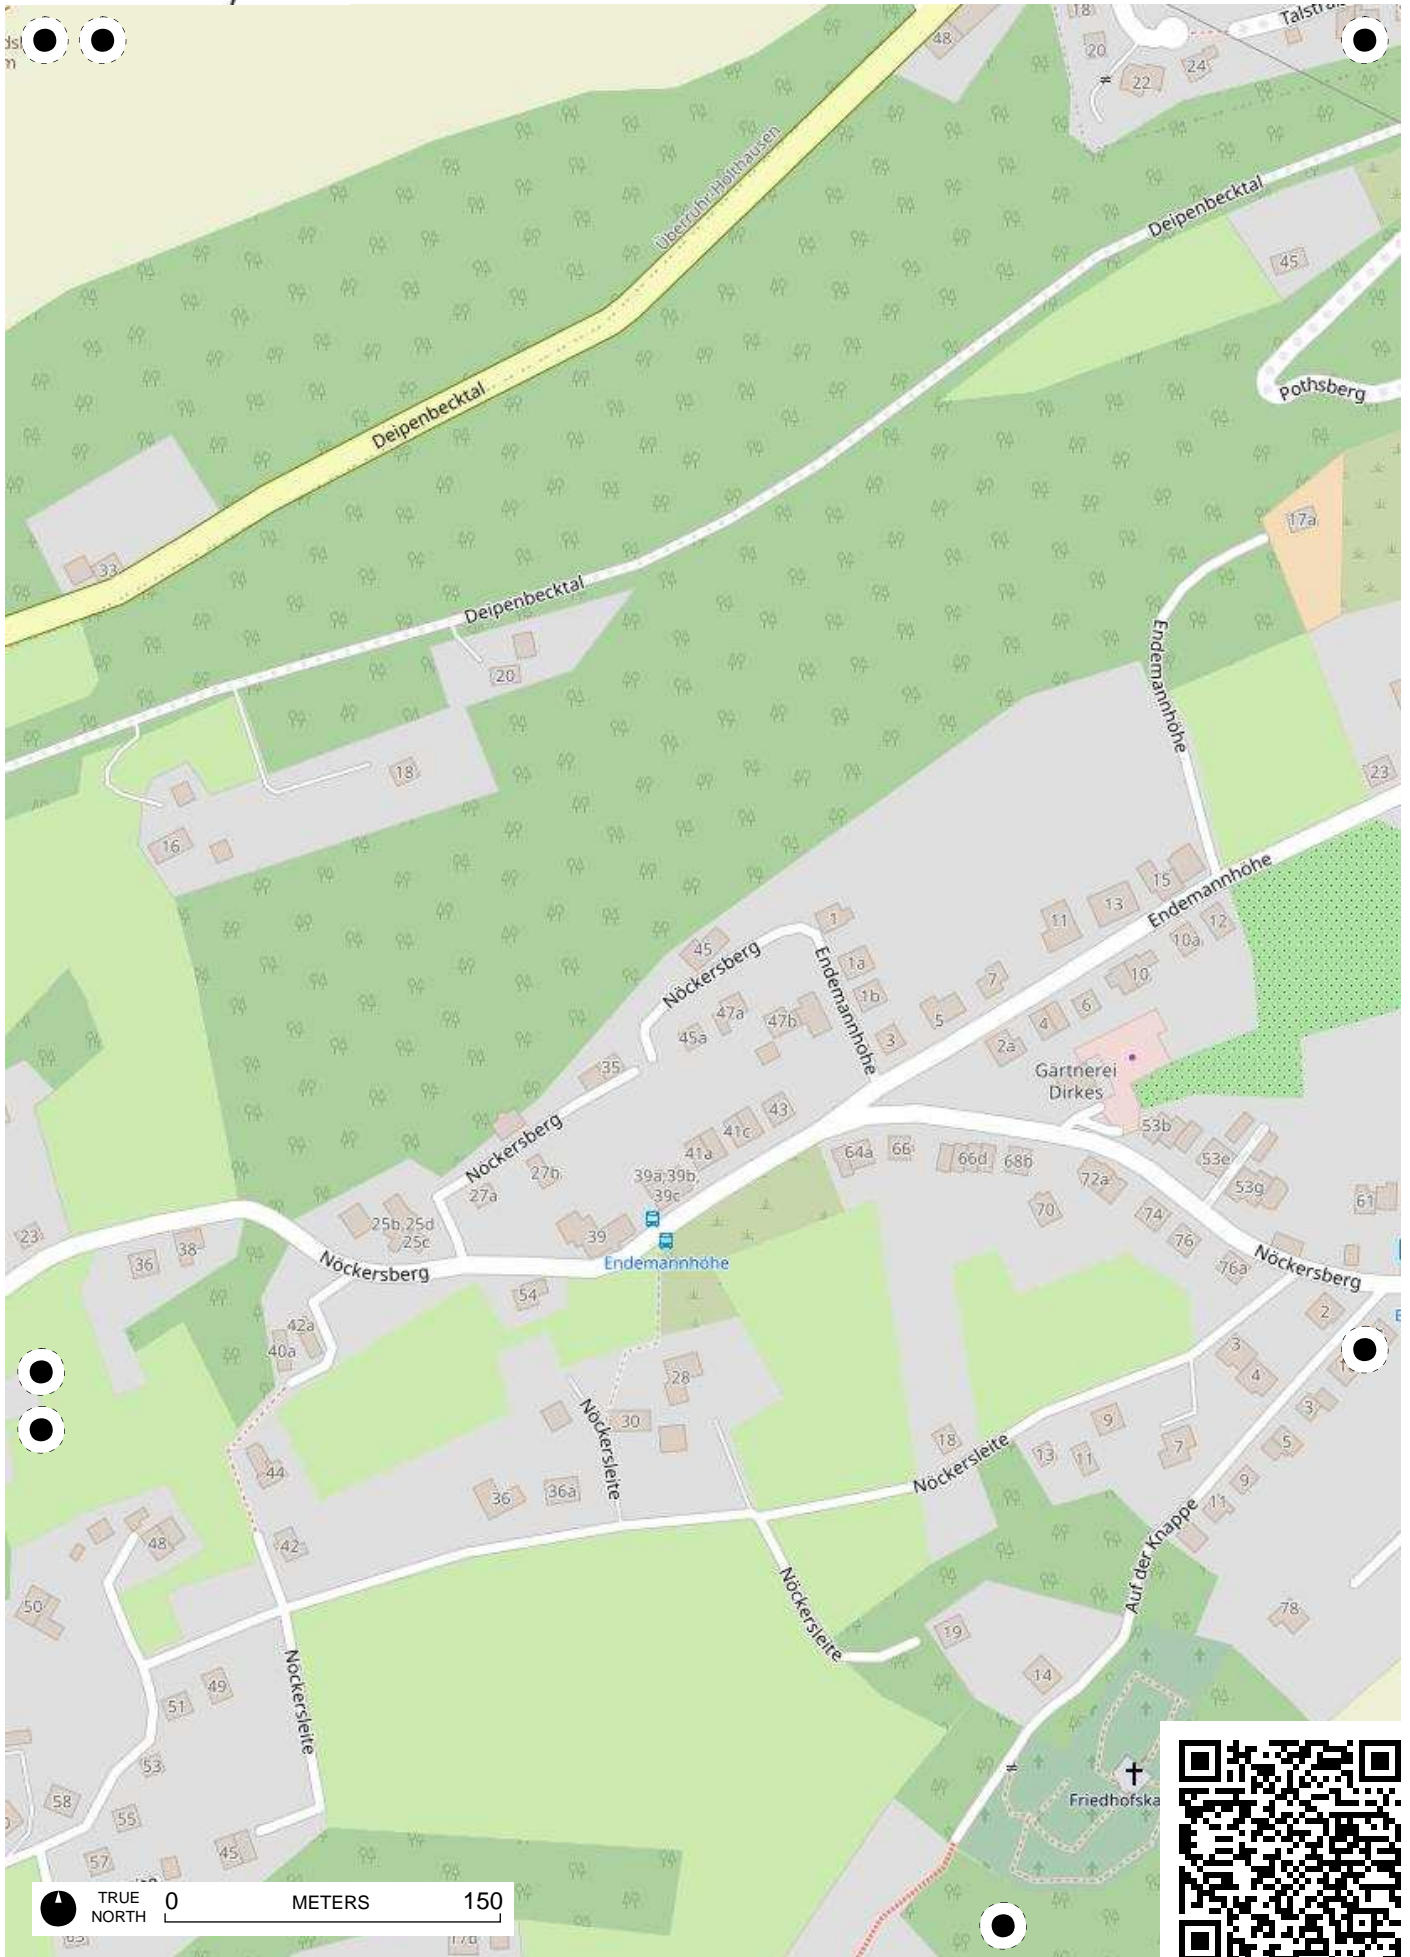 48
18
20
22
24
Überruhr-Holthausen
Deipenbecktal
45
Deipenbecktal
Pothsberg
17a
33
Deipenbecktal
Endemannhöhe
20
18
16
23
15
13
11
Endemannhöhe
12
10a
1
45
Nöckersberg
1a
7
10
1b
Endemannhöhe
5
6
47a
47b
4
45a
3
2a
Gärtnerei
Dirkes
35
43
41c
53b
Nöckersberg
41a
64a
66
66d
68b
53e
39a;39b,
39c
27b
27a
72a
53g
61
70
25b,25d
25c
74
23
39
76
38
36
Nöckersberg
Endemannhöhe
76a
Nöckersberg
54
2
42a
40a
3
28
4
Nöckersleite
30
9
3
18
5
13
11
7
Nöckersleite
44
9
36
36a
11
48
42
Auf der Knappe
50
Nöckersleite
78
19
14
49
51
Nöckersleite
53
58
Friedhofska
55
45
57
TRUE
NORTH
0
METERS
150